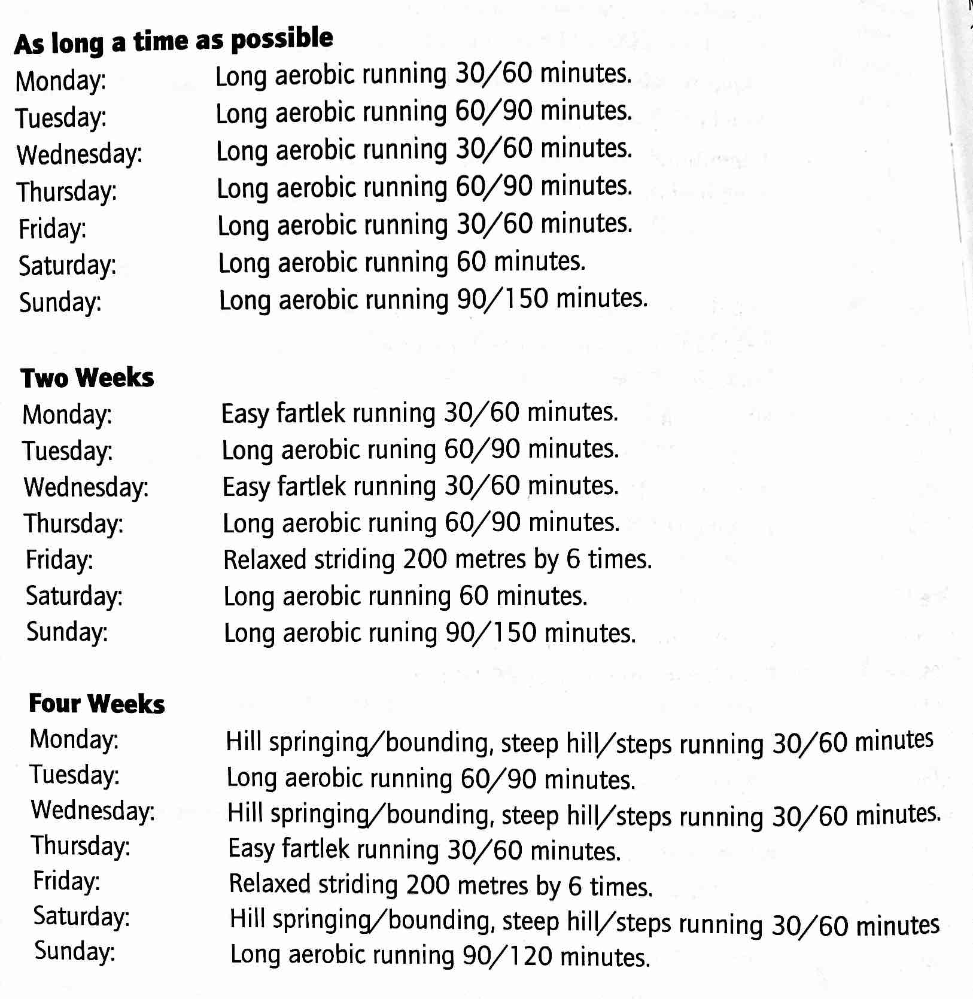 As long a time as possible
Monday: Long aerobic running 30/60 minutes.
Tuesday: Long aerobic running 60/90 minutes.
Wednesday: Long aerobic running 30/60 minutes.
Thursday: Long aerobic running 60/90 minutes.
Friday: Long aerobic running 30/60 minutes.
Saturday: Long aerobic running 60 minutes.
Sunday: Long aerobic running 90/150 minutes.
Two Weeks
Monday: Easy fartlek running 30/60 minutes.
Tuesday: Long aerobic runing 60/90 minutes.
Wednesday: Easy fartlek running 30/60 minutes.
Thursday: Long aerobic runing 60/90 minutes.
Friday: Relaxed striding 200 metres by 6 times.
Saturday: Long aerobic running 60 minutes.
Sunday: Long aerobic runing 90/150 minutes.
Four Weeks
Monday: Hill springing/bounding, steep hill/steps running 30/60 minutes
Tuesday: Long aerobic running 60/90 minutes.
Wednesday: Hill springing/bounding, steep hill/steps running 30/60 minutes.
Thursday: Easy fartlek running 30/60 minutes.
Friday: Relaxed striding 200 metres by 6 times.
Saturday: Hill springing/bounding, steep hill/steps running 30/60 minutes
Sunday: Long aerobic running 90/120 minutes.